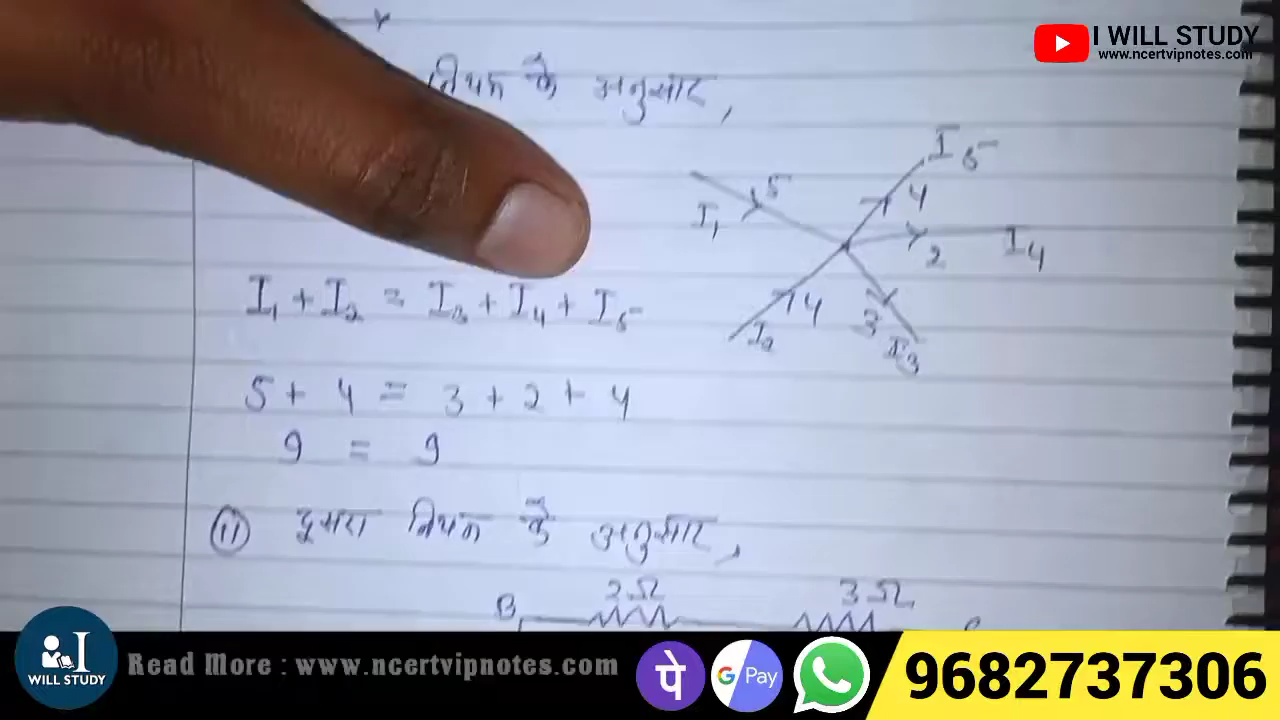 I WILL STUDY
www.ncertvipnotes.com
नियम के अनुसार,
I₅
5 4
I₁
2 I₄
I₁ + I₂ = I₃ + I₄ + I₅
4 3
I₂ I₃
5 + 4 = 3 + 2 + 4
9 = 9
(ii) दूसरा नियम के अनुसार,
2Ω 3Ω
B
I
WILL STUDY
Read More : www.ncertvipnotes.com
पे
G Pay
9682737306